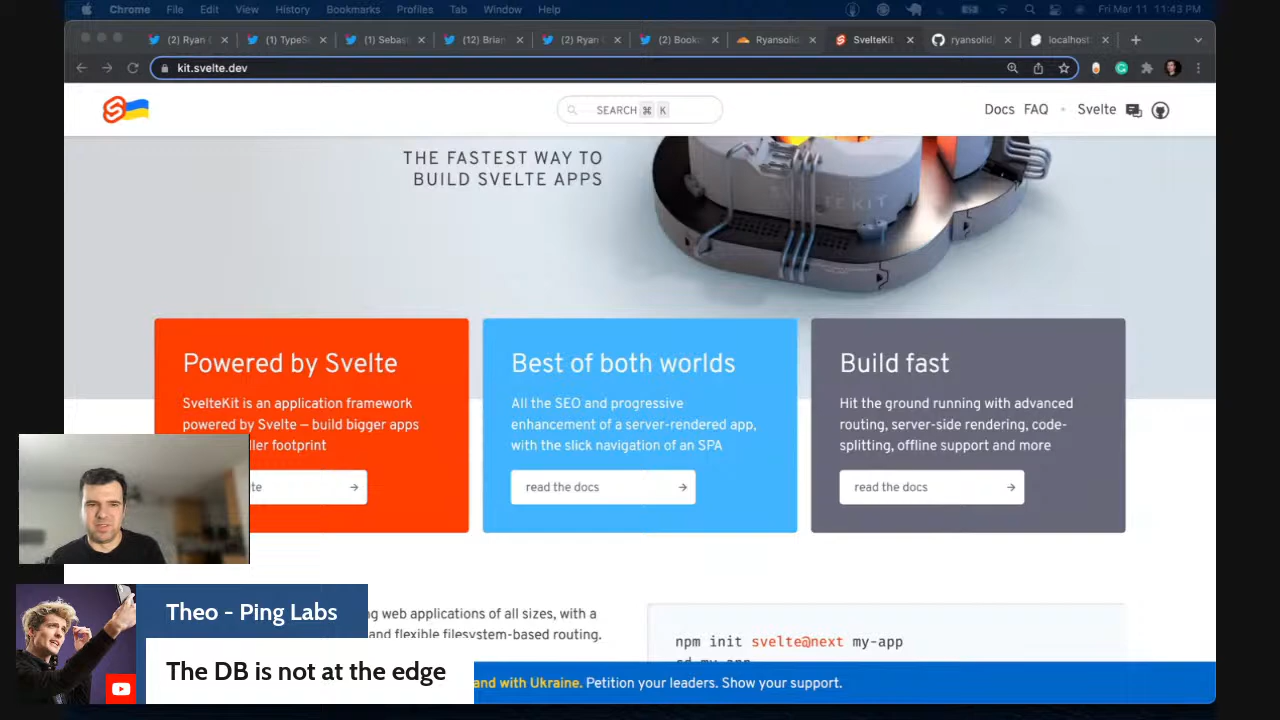 Chrome File Edit View History Bookmarks Profiles Tab Window Help Fri Mar 11 11:43 PM
(2) Ryan (1) TypeS (1) Sebas (12) Brian (2) Ryan (2) Book Ryansolid SvelteKit ryansolid localhost
kit.svelte.dev
SEARCH ⌘ K
Docs FAQ • Svelte
THE FASTEST WAY TO
BUILD SVELTE APPS
TEKIT
Powered by Svelte
SvelteKit is an application framework
powered by Svelte — build bigger apps
ller footprint
te →
Best of both worlds
All the SEO and progressive
enhancement of a server-rendered app,
with the slick navigation of an SPA
read the docs →
Build fast
Hit the ground running with advanced
routing, server-side rendering, code-
splitting, offline support and more
read the docs →
ng web applications of all sizes, with a
and flexible filesystem-based routing.
npm init svelte@next my-app
cd my-app
and with Ukraine. Petition your leaders. Show your support.
Theo - Ping Labs
The DB is not at the edge